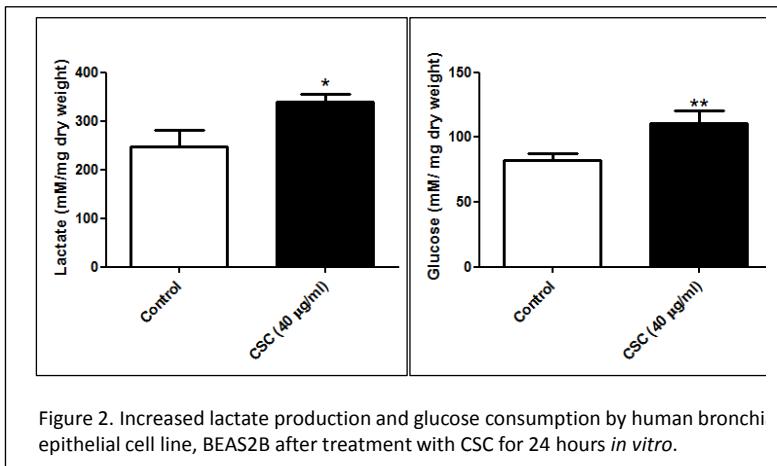 400
300
200
100
0
Lactate (mM/mg dry weight)
*
Control
CSC (40 µg/ml)
150
100
50
0
Glucose (mM/ mg dry weight)
**
Control
CSC (40 µg/ml)
Figure 2. Increased lactate production and glucose consumption by human bronchi
epithelial cell line, BEAS2B after treatment with CSC for 24 hours in vitro.